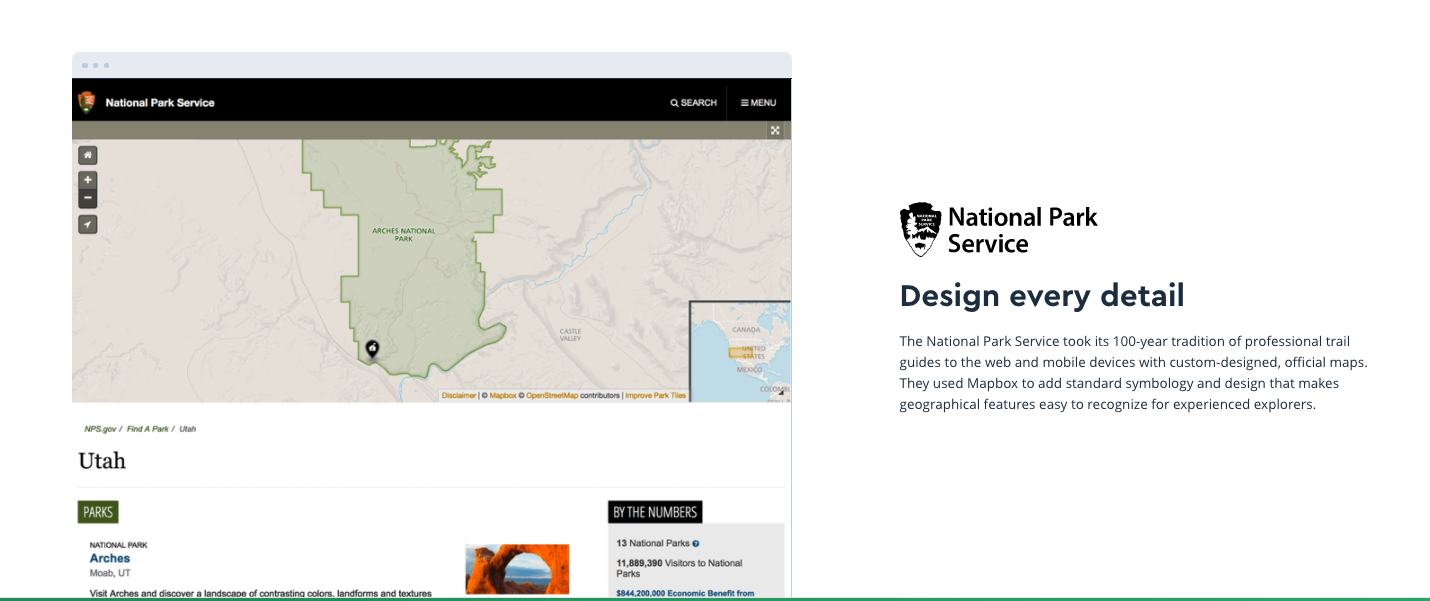 National Park Service
SEARCH
MENU
ARCHES NATIONAL
PARK
CASTLE
VALLEY
CANADA
UNITED
STATES
MEXICO
Disclaimer | © Mapbox © OpenStreetMap contributors | Improve Park Tiles
NPS.gov / Find A Park / Utah
Utah
PARKS
NATIONAL PARK
Arches
Moab, UT
Visit Arches and discover a landscape of contrasting colors, landforms and textures
BY THE NUMBERS
13 National Parks
11,889,390 Visitors to National
Parks
$844,200,000 Economic Benefit from
NATIONAL
PARK
SERVICE
National Park
Service
Design every detail
The National Park Service took its 100-year tradition of professional trail
guides to the web and mobile devices with custom-designed, official maps.
They used Mapbox to add standard symbology and design that makes
geographical features easy to recognize for experienced explorers.